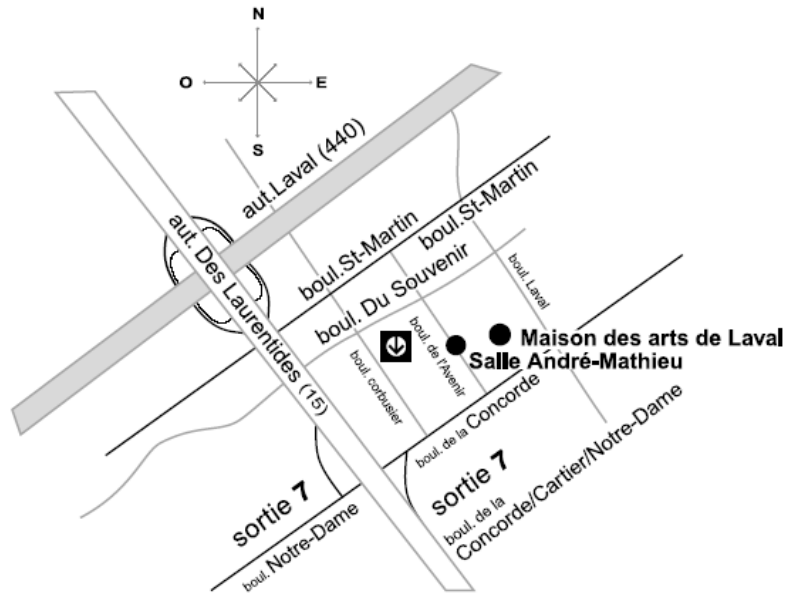 N
O
E
S
aut.Laval (440)
aut. Des Laurentides (15)
boul.St-Martin
boul.St-Martin
boul. Du Souvenir
boul. Laval
boul. corbusier
boul. de l'Avenir
Maison des arts de Laval
Salle André-Mathieu
boul. de la Concorde
sortie 7
boul. Notre-Dame
sortie 7
boul. de la
Concorde/Cartier/Notre-Dame